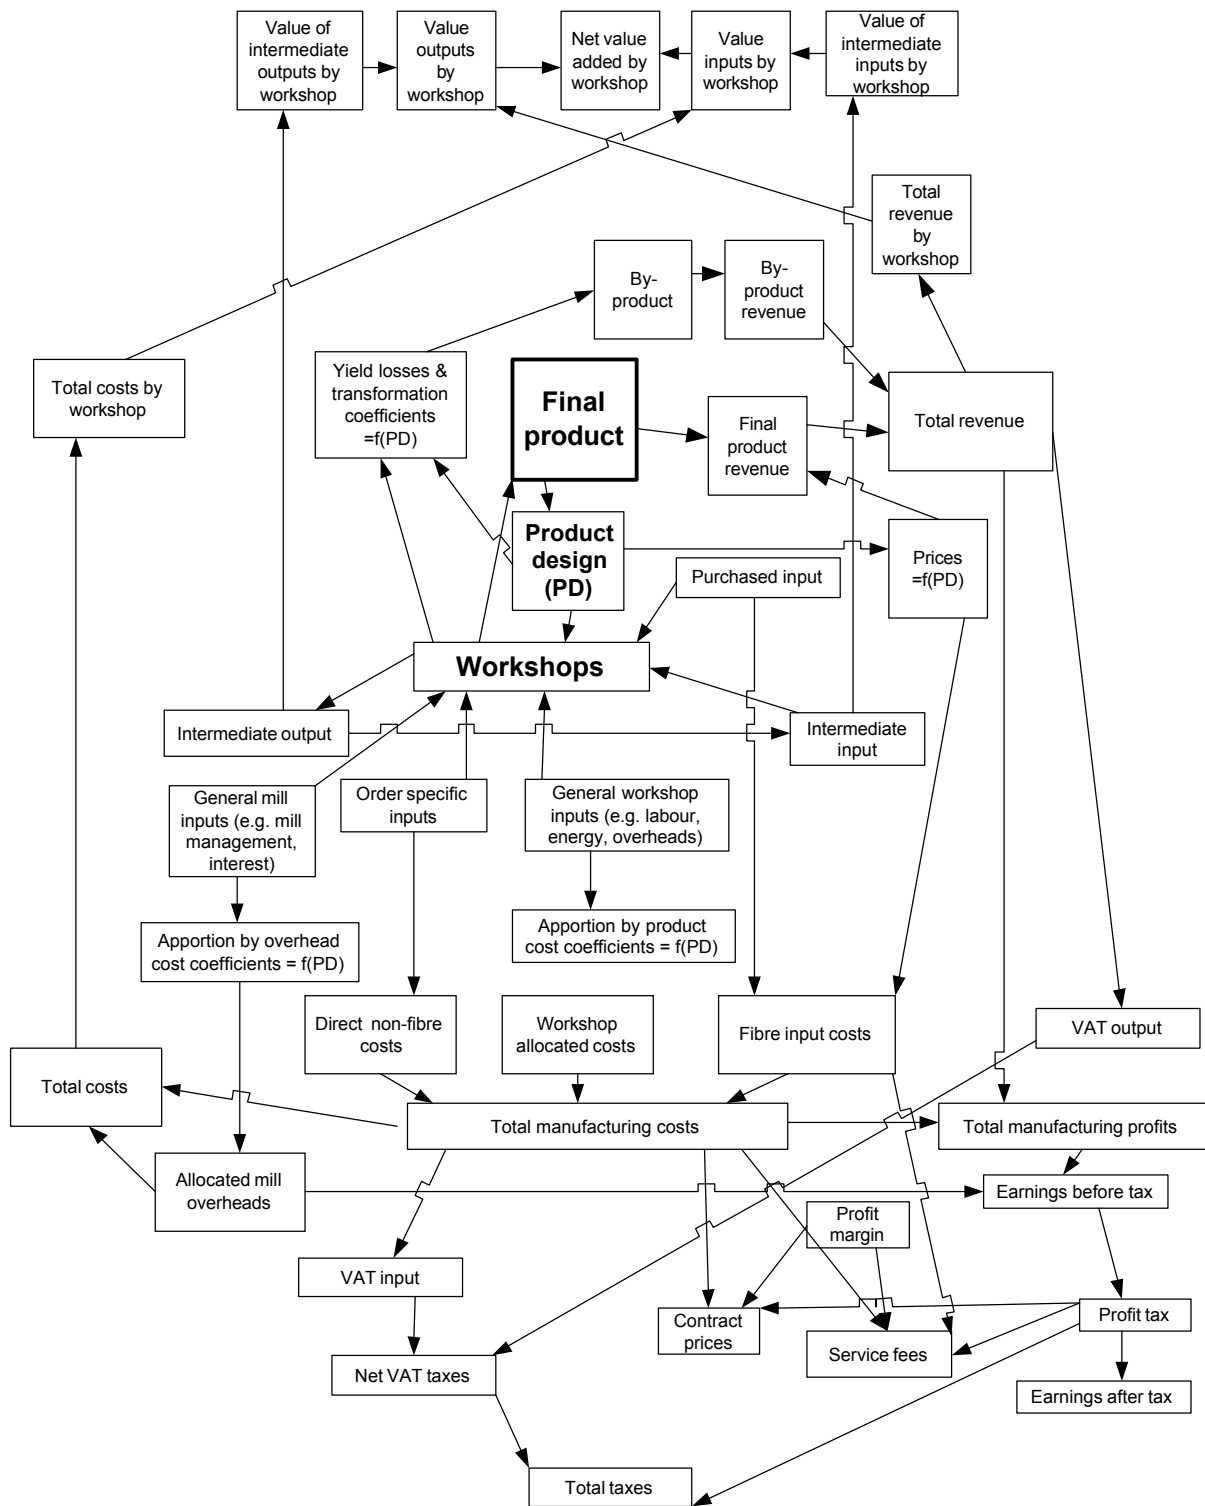 Value of
intermediate
outputs by
workshop
Value
outputs
by
workshop
Net value
added by
workshop
Value
inputs by
workshop
Value of
intermediate
inputs by
workshop
Total
revenue
by
workshop
By-
product
By-
product
revenue
Total costs by
workshop
Yield losses &
transformation
coefficients
=f(PD)
Final
product
Final
product
revenue
Total revenue
Product
design
(PD)
Purchased input
Prices
=f(PD)
Workshops
Intermediate output
Intermediate
input
General mill
inputs (e.g. mill
management,
interest)
Order specific
inputs
General workshop
inputs (e.g. labour,
energy, overheads)
Apportion by overhead
cost coefficients = f(PD)
Apportion by product
cost coefficients = f(PD)
Direct non-fibre
costs
Workshop
allocated costs
Fibre input costs
VAT output
Total costs
Total manufacturing costs
Total manufacturing profits
Allocated mill
overheads
Earnings before tax
Profit
margin
VAT input
Contract
prices
Profit tax
Service fees
Net VAT taxes
Earnings after tax
Total taxes